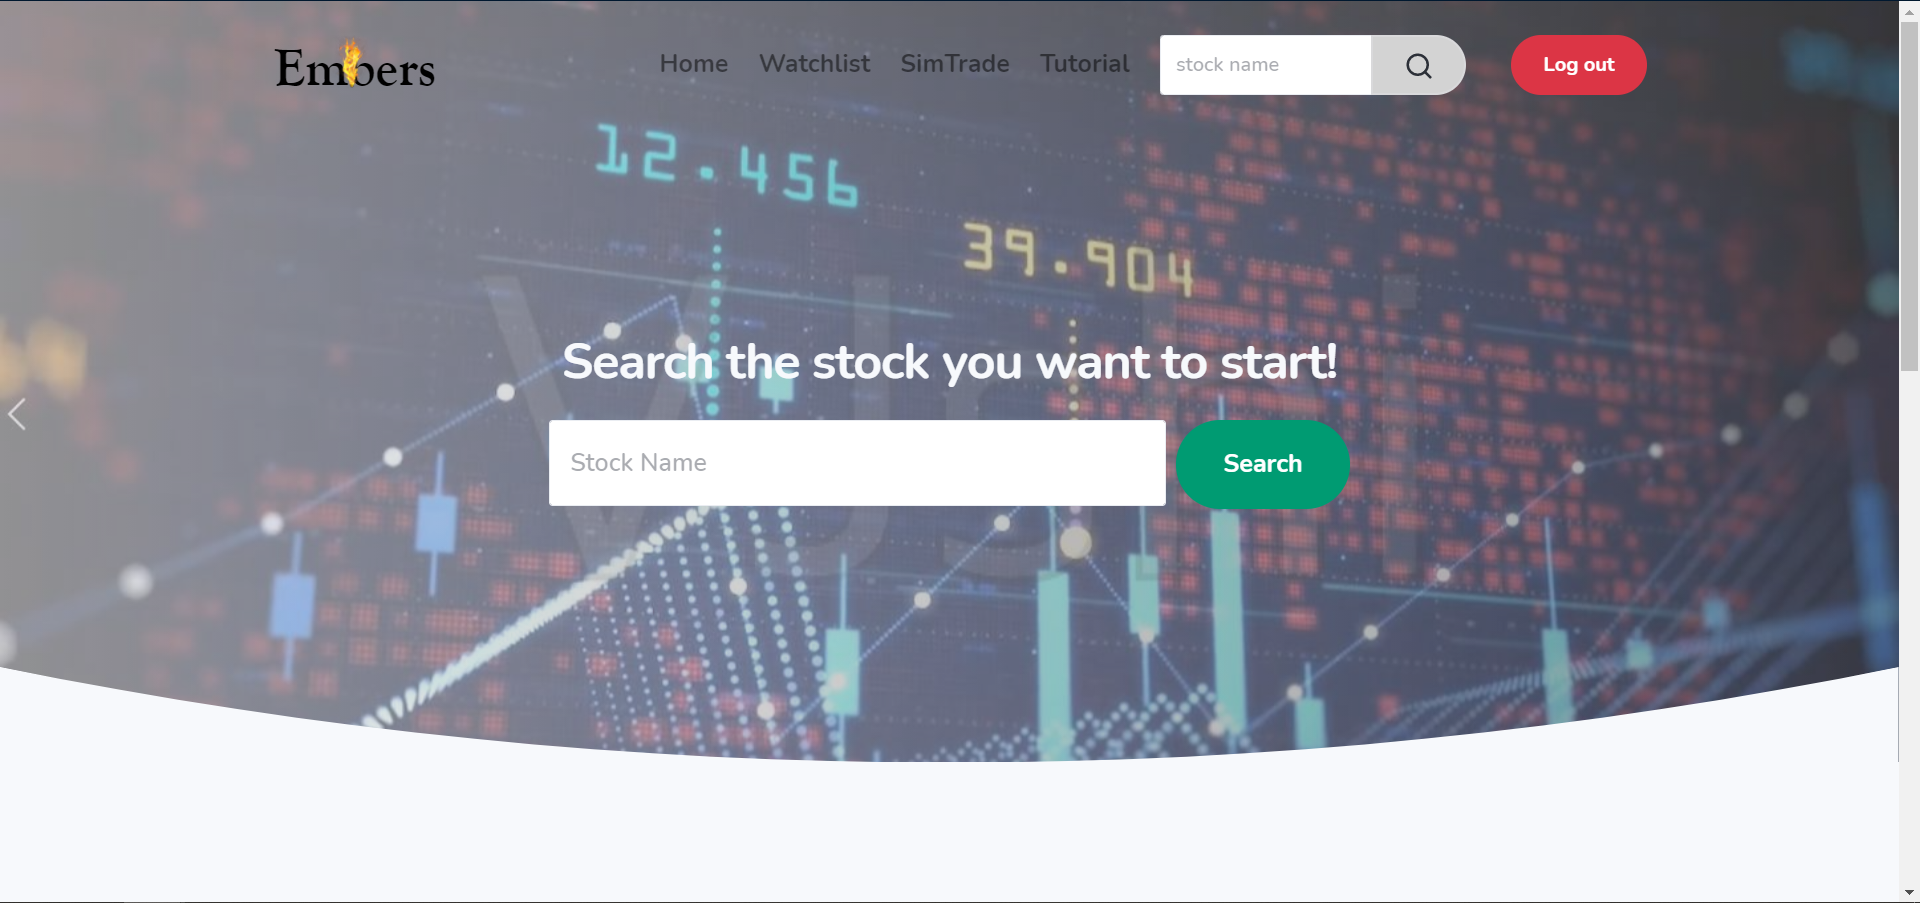 Embers
Home Watchlist SimTrade Tutorial stock name Log out
12.456
39.904
Search the stock you want to start!
Stock Name Search